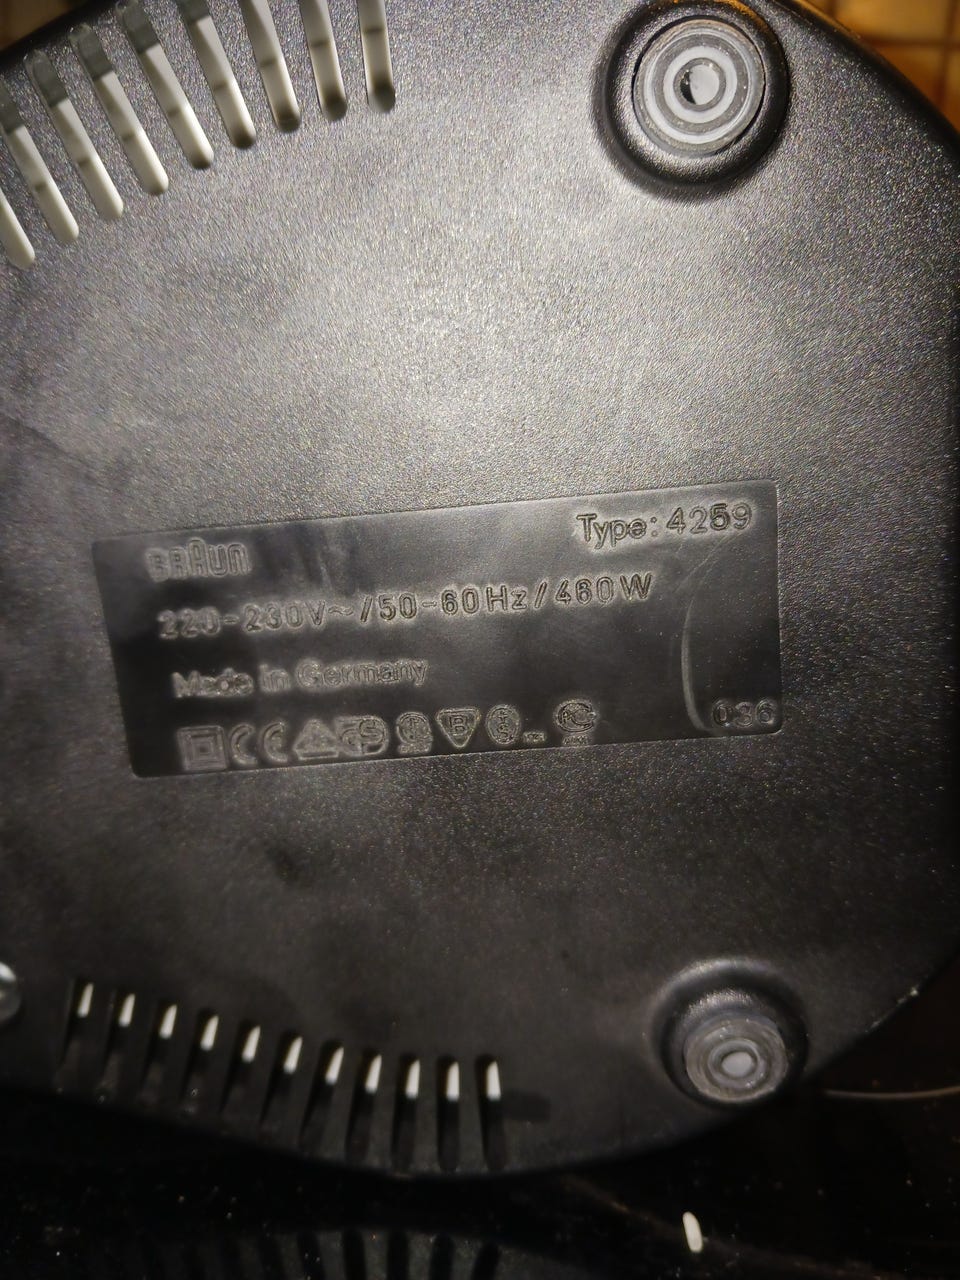 BRAUN
Type: 4259
220-230V~/50-60Hz/460W
Made in Germany
036